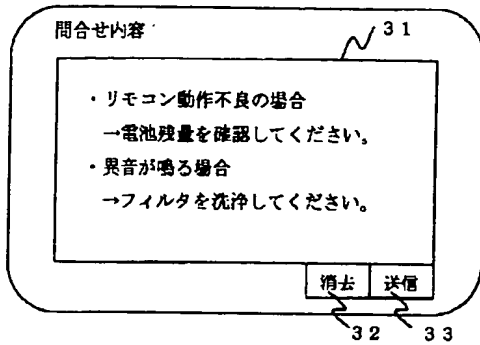 問合せ内容
31
・リモコン動作不良の場合
→電池残量を確認してください。
・異音が鳴る場合
→フィルタを洗浄してください。
消去 送信
32 33